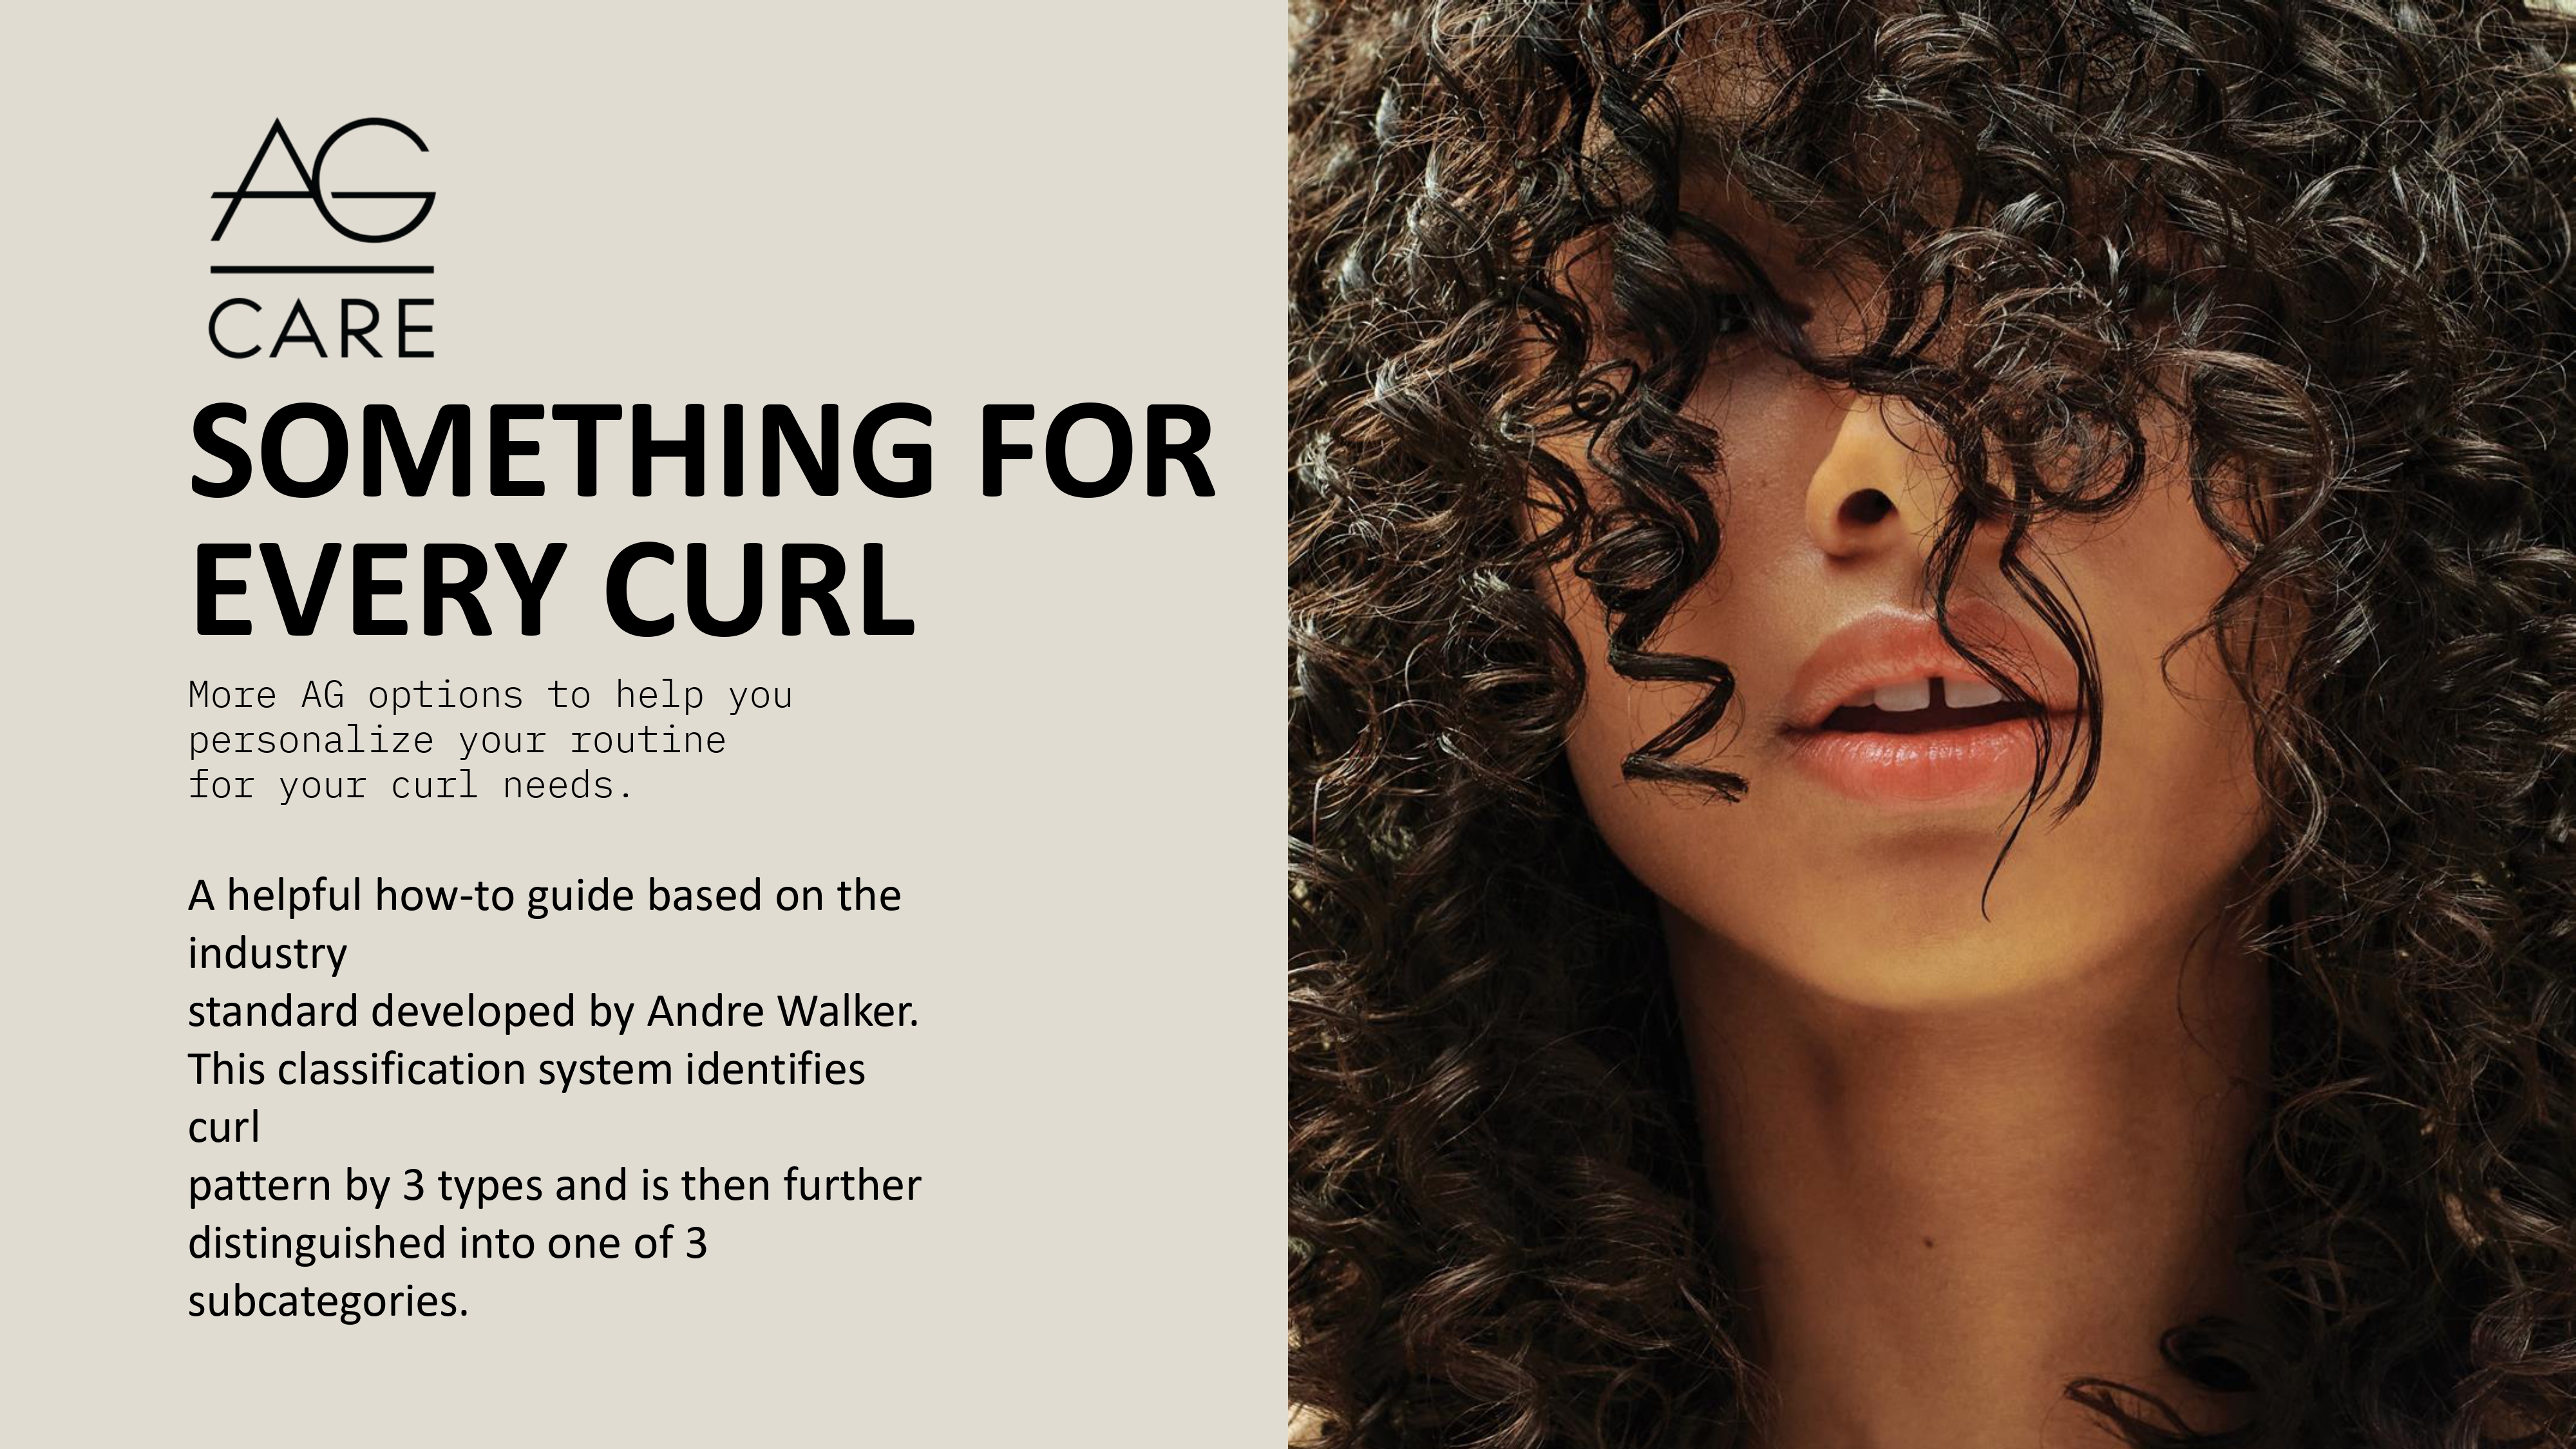 AG
CARE
SOMETHING FOR
EVERY CURL
More AG options to help you
personalize your routine
for your curl needs.
A helpful how-to guide based on the
industry
standard developed by Andre Walker.
This classification system identifies
curl
pattern by 3 types and is then further
distinguished into one of 3
subcategories.